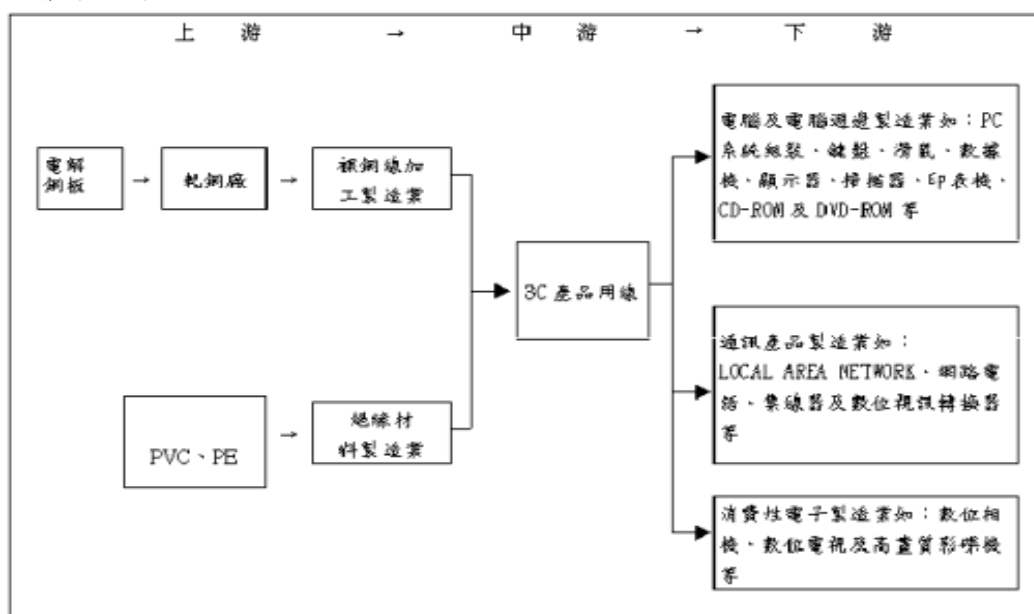 上 游 → 中 游 → 下 游
電解
銅板
→
軋銅廠
→
裸銅線加
工製造業
PVC、PE
→
絕緣材
料製造業
3C 產品用線
電腦及電腦週邊製造業如：PC
系統組裝、鍵盤、滑鼠、數據
機、顯示器、掃描器、印表機、
CD-ROM 及 DVD-ROM 等
通訊產品製造業如：
LOCAL AREA NETWORK、網路電
話、集線器及數位視訊轉換器
等
消費性電子製造業如：數位相
機、數位電視及高畫質影碟機
等